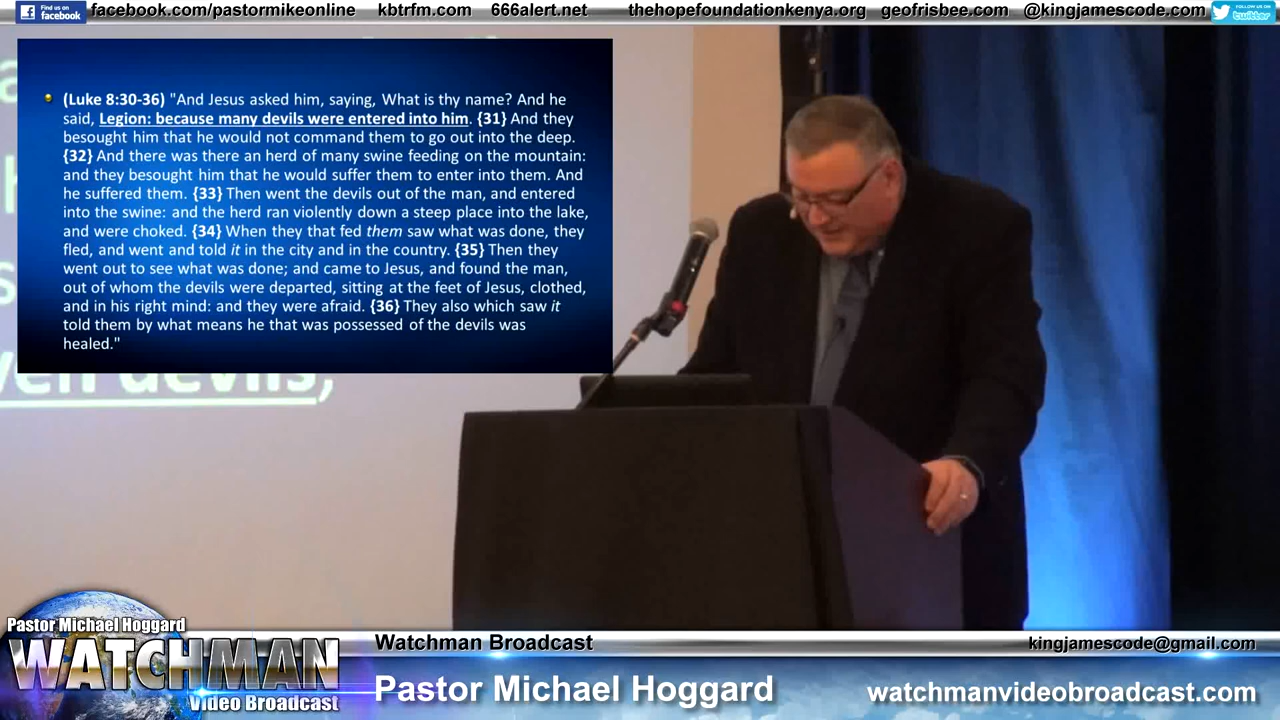 Find us on
facebook
facebook.com/pastormikeonline kbtrfm.com 666alert.net thehopefoundationkenya.org geofrisbee.com @kingjamescode.com
FOLLOW US ON
twitter
(Luke 8:30-36) "And Jesus asked him, saying, What is thy name? And he
said, Legion: because many devils were entered into him. {31} And they
besought him that he would not command them to go out into the deep.
{32} And there was there an herd of many swine feeding on the mountain:
and they besought him that he would suffer them to enter into them. And
he suffered them. {33} Then went the devils out of the man, and entered
into the swine: and the herd ran violently down a steep place into the lake,
and were choked. {34} When they that fed them saw what was done, they
fled, and went and told it in the city and in the country. {35} Then they
went out to see what was done; and came to Jesus, and found the man,
out of whom the devils were departed, sitting at the feet of Jesus, clothed,
and in his right mind: and they were afraid. {36} They also which saw it
told them by what means he that was possessed of the devils was
healed."
devils,
Pastor Michael Hoggard
WATCHMAN
Video Broadcast
Watchman Broadcast
kingjamescode@gmail.com
Pastor Michael Hoggard
watchmanvideobroadcast.com